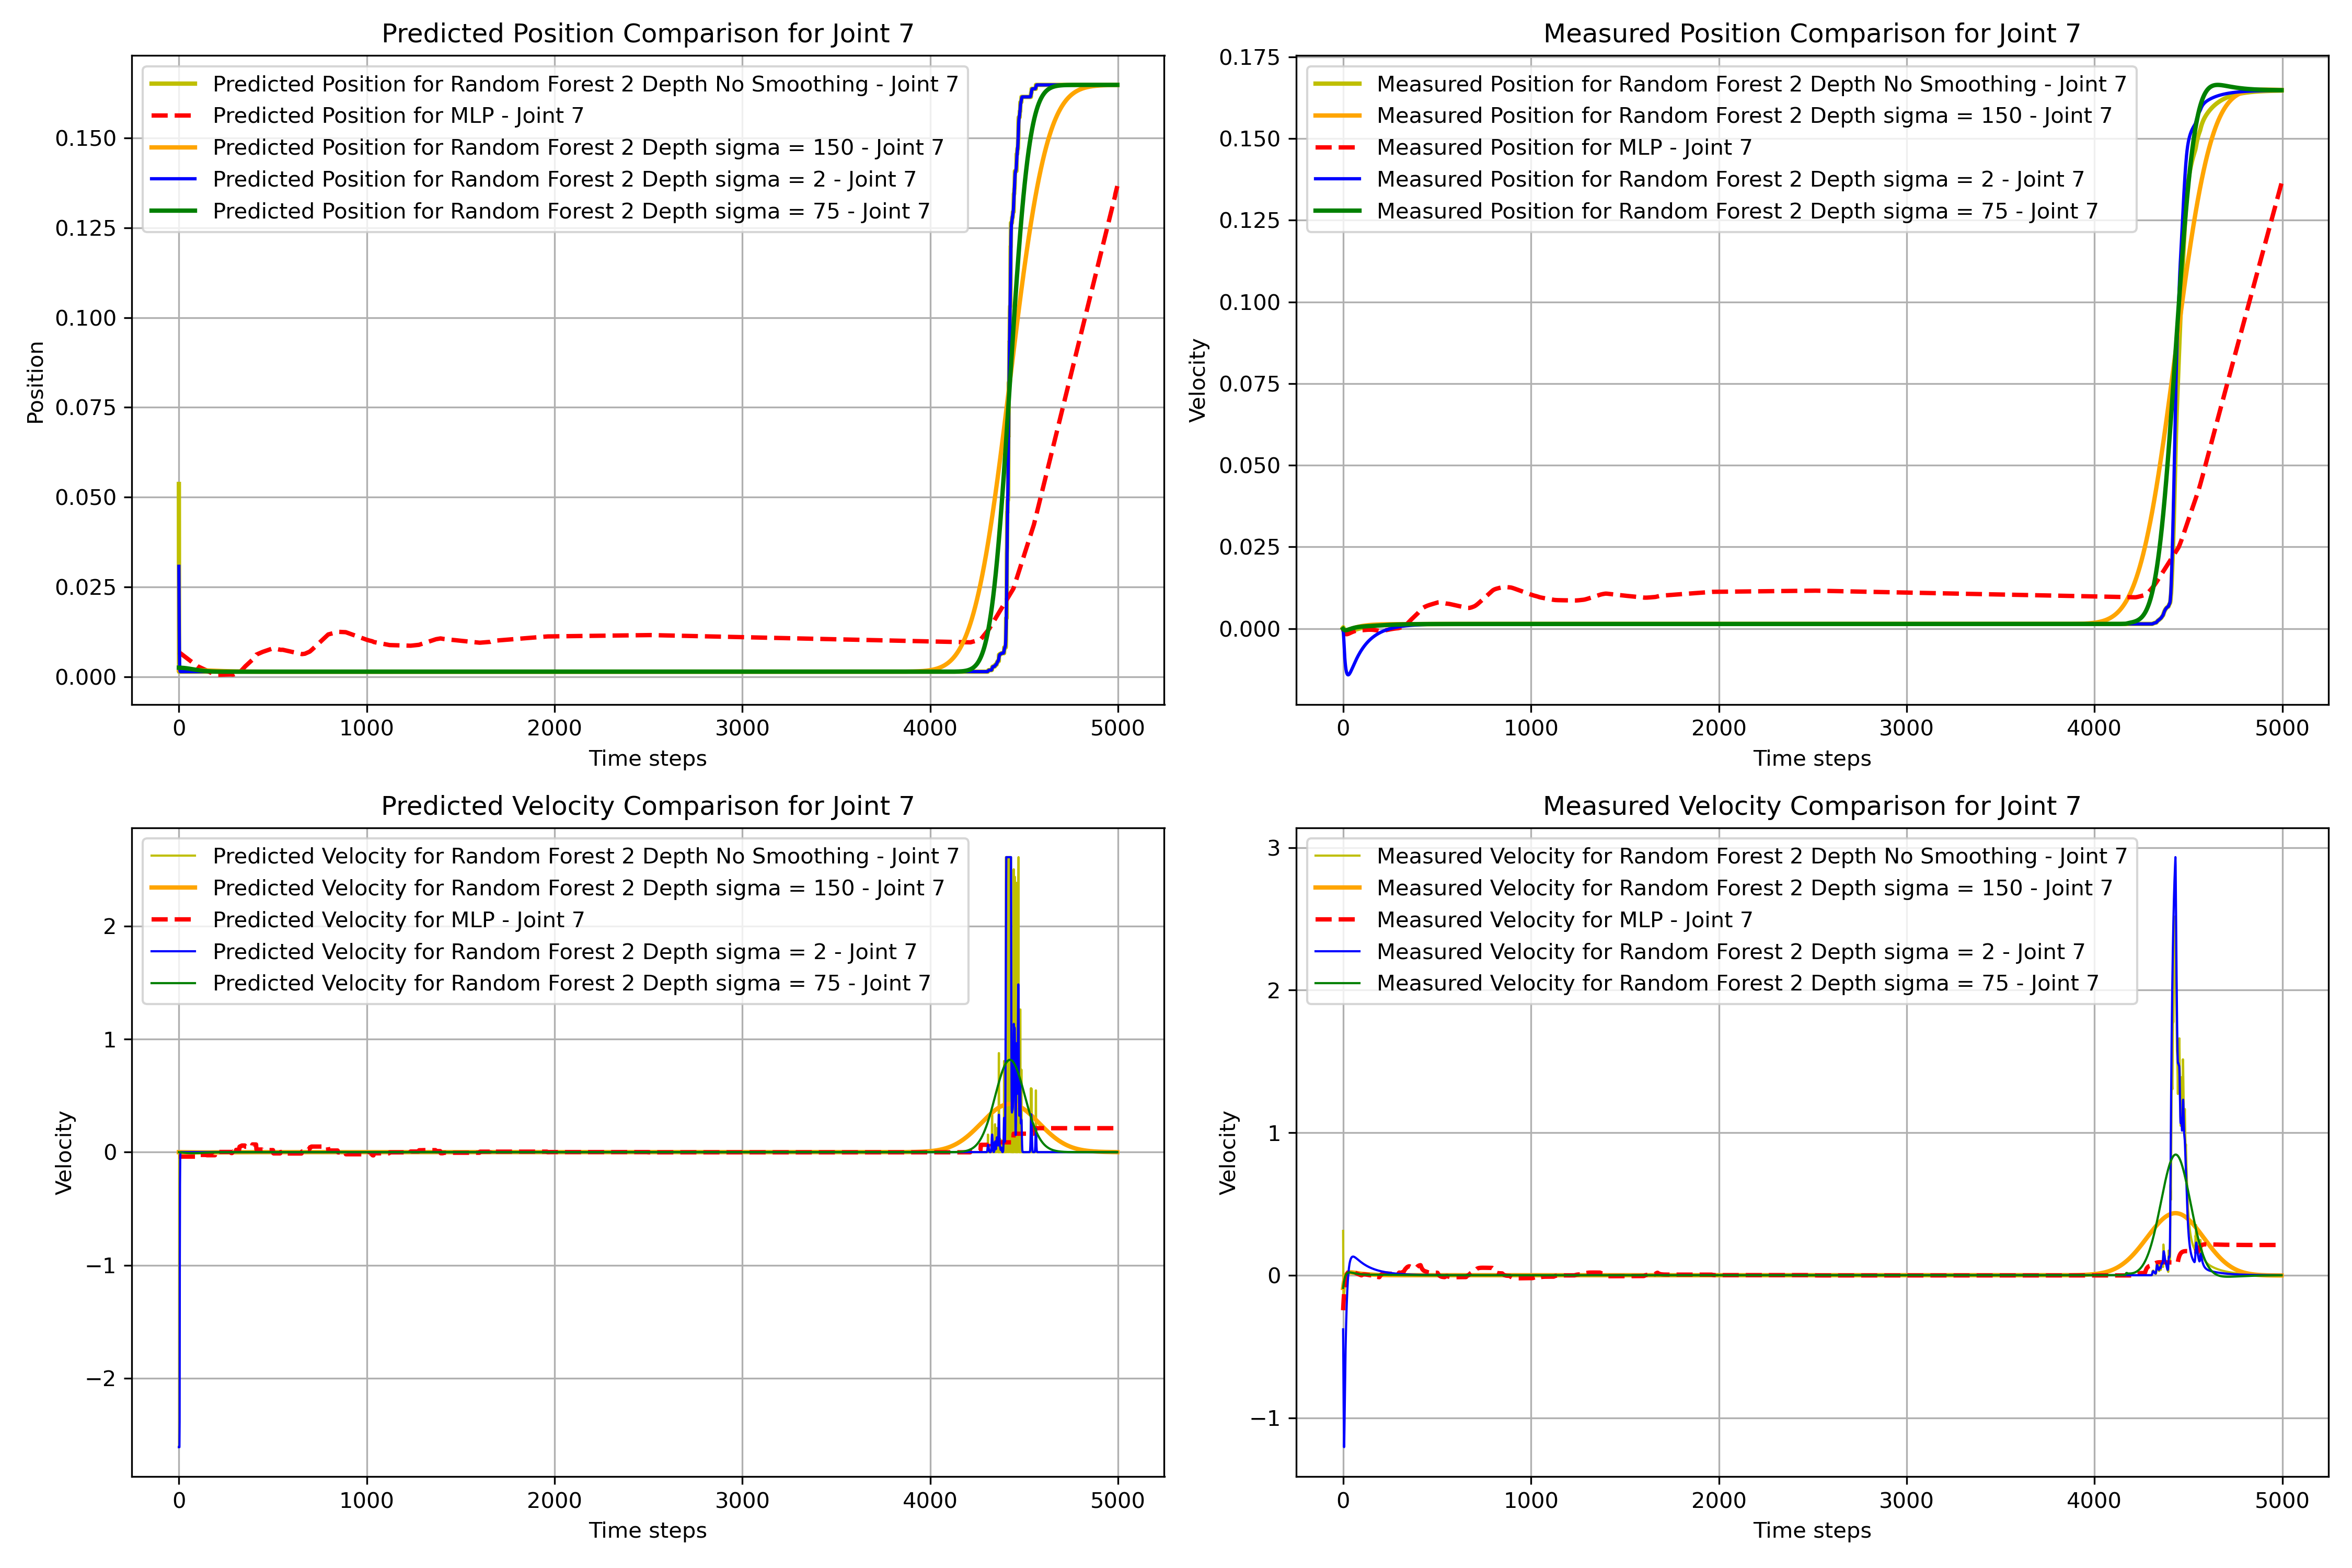 Predicted Position Comparison for Joint 7
Predicted Position for Random Forest 2 Depth No Smoothing - Joint 7
Predicted Position for MLP - Joint 7
Predicted Position for Random Forest 2 Depth sigma = 150 - Joint 7
Predicted Position for Random Forest 2 Depth sigma = 2 - Joint 7
Predicted Position for Random Forest 2 Depth sigma = 75 - Joint 7
0.150
0.125
0.100
0.075
0.050
0.025
0.000
Position
0 1000 2000 3000 4000 5000
Time steps
Measured Position Comparison for Joint 7
Measured Position for Random Forest 2 Depth No Smoothing - Joint 7
Measured Position for Random Forest 2 Depth sigma = 150 - Joint 7
Measured Position for MLP - Joint 7
Measured Position for Random Forest 2 Depth sigma = 2 - Joint 7
Measured Position for Random Forest 2 Depth sigma = 75 - Joint 7
0.175
0.150
0.125
0.100
0.075
0.050
0.025
0.000
Velocity
0 1000 2000 3000 4000 5000
Time steps
Predicted Velocity Comparison for Joint 7
Predicted Velocity for Random Forest 2 Depth No Smoothing - Joint 7
Predicted Velocity for Random Forest 2 Depth sigma = 150 - Joint 7
Predicted Velocity for MLP - Joint 7
Predicted Velocity for Random Forest 2 Depth sigma = 2 - Joint 7
Predicted Velocity for Random Forest 2 Depth sigma = 75 - Joint 7
2
1
0
−1
−2
Velocity
0 1000 2000 3000 4000 5000
Time steps
Measured Velocity Comparison for Joint 7
Measured Velocity for Random Forest 2 Depth No Smoothing - Joint 7
Measured Velocity for Random Forest 2 Depth sigma = 150 - Joint 7
Measured Velocity for MLP - Joint 7
Measured Velocity for Random Forest 2 Depth sigma = 2 - Joint 7
Measured Velocity for Random Forest 2 Depth sigma = 75 - Joint 7
3
2
1
0
−1
Velocity
0 1000 2000 3000 4000 5000
Time steps